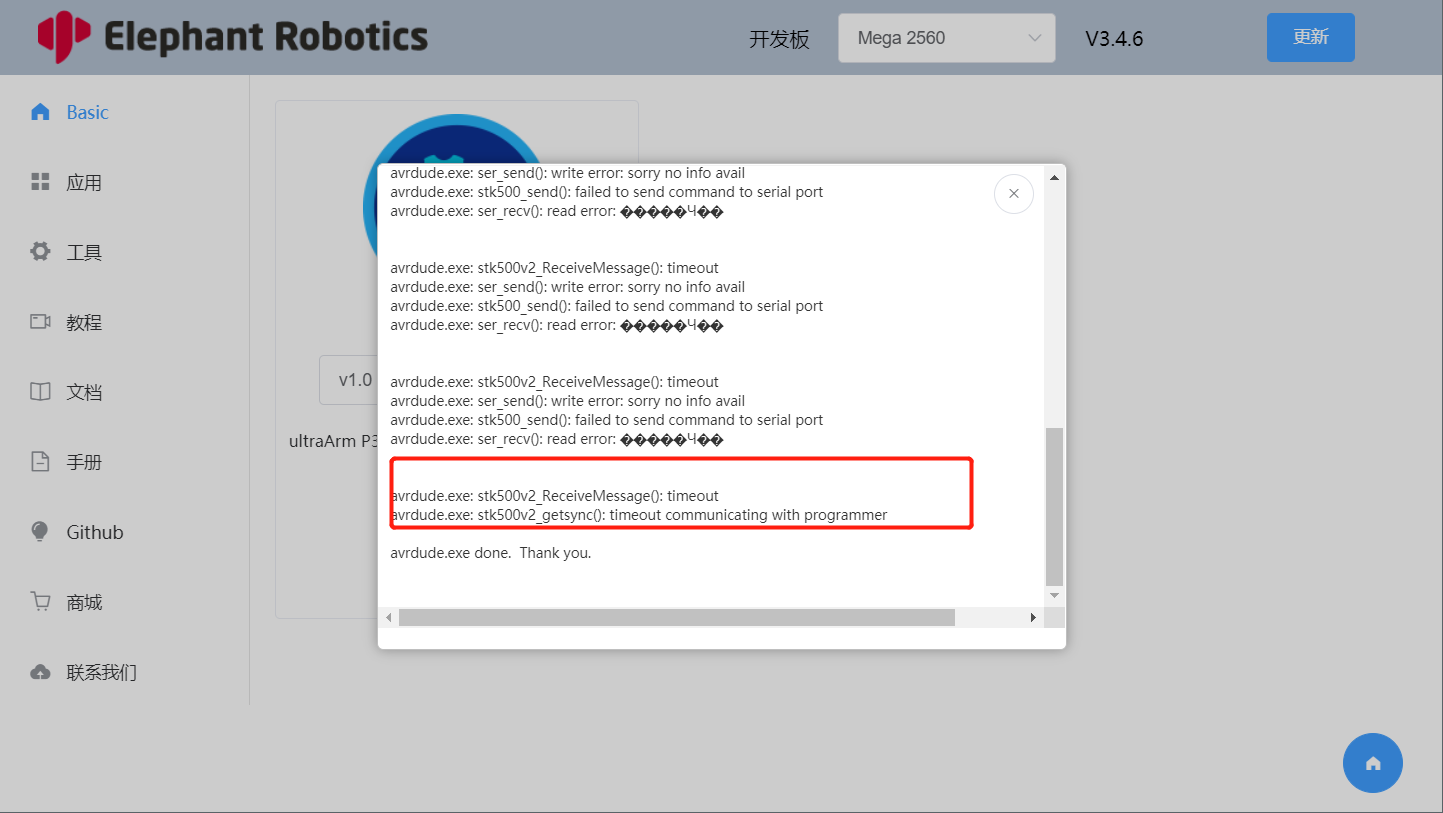 Elephant Robotics
开发板
Mega 2560
V3.4.6
更新
Basic
应用
工具
教程
文档
手册
Github
商城
联系我们
v1.0
ultraArm P3
avrdude.exe: ser_send(): write error: sorry no info avail
avrdude.exe: stk500_send(): failed to send command to serial port
avrdude.exe: ser_recv(): read error: �����Ч��
avrdude.exe: stk500v2_ReceiveMessage(): timeout
avrdude.exe: ser_send(): write error: sorry no info avail
avrdude.exe: stk500_send(): failed to send command to serial port
avrdude.exe: ser_recv(): read error: �����Ч��
avrdude.exe: stk500v2_ReceiveMessage(): timeout
avrdude.exe: ser_send(): write error: sorry no info avail
avrdude.exe: stk500_send(): failed to send command to serial port
avrdude.exe: ser_recv(): read error: �����Ч��
avrdude.exe: stk500v2_ReceiveMessage(): timeout
avrdude.exe: stk500v2_getsync(): timeout communicating with programmer
avrdude.exe done.  Thank you.